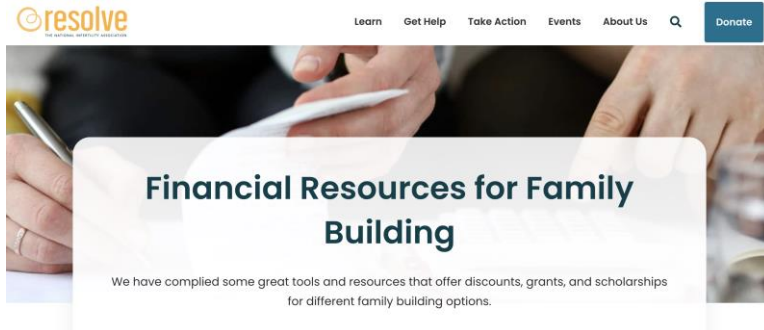 resolve
THE NATIONAL INFERTILITY ASSOCIATION
Learn Get Help Take Action Events About Us Donate
Financial Resources for Family
Building
We have complied some great tools and resources that offer discounts, grants, and scholarships
for different family building options.